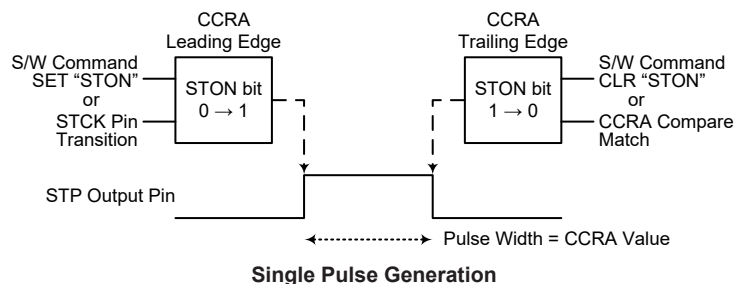 CCRA
Leading Edge
S/W Command
SET “STON”
or
STCK Pin
Transition
STON bit
0 → 1
CCRA
Trailing Edge
STON bit
1 → 0
S/W Command
CLR “STON”
or
CCRA Compare
Match
STP Output Pin
Pulse Width = CCRA Value
Single Pulse Generation